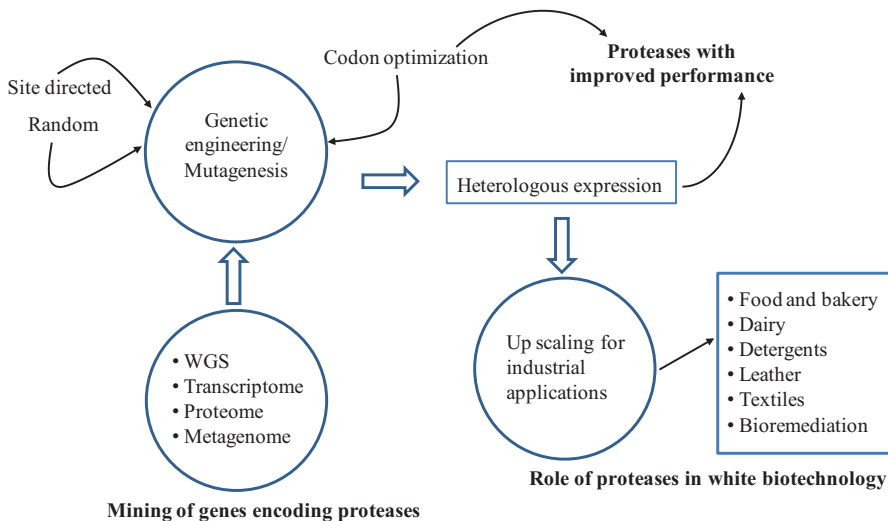 Codon optimization
Proteases with
improved performance
Site directed
Random
Genetic
engineering/
Mutagenesis
Heterologous expression
• WGS
• Transcriptome
• Proteome
• Metagenome
Mining of genes encoding proteases
Up scaling for
industrial
applications
• Food and bakery
• Dairy
• Detergents
• Leather
• Textiles
• Bioremediation
Role of proteases in white biotechnology